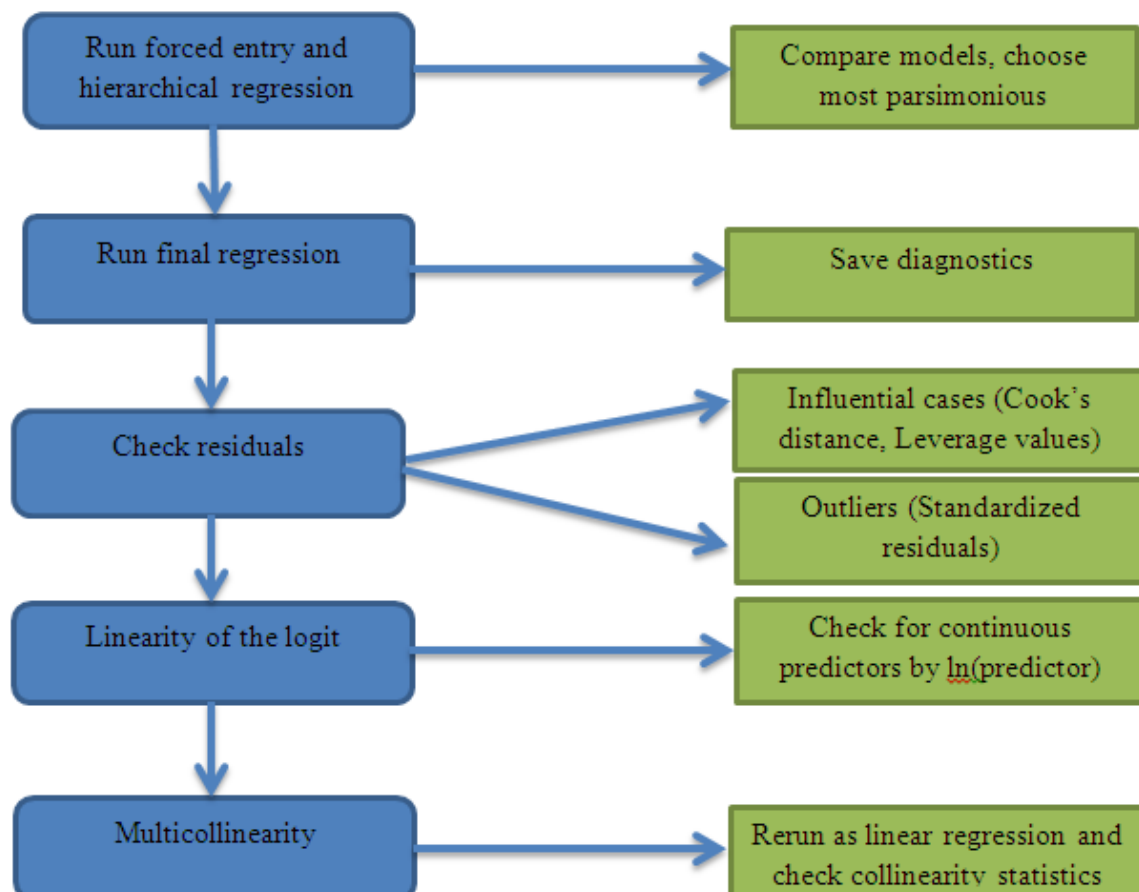 Run forced entry and
hierarchical regression
Compare models, choose
most parsimonious
Run final regression
Save diagnostics
Check residuals
Influential cases (Cook’s
distance, Leverage values)
Outliers (Standardized
residuals)
Linearity of the logit
Check for continuous
predictors by ln(predictor)
Multicollinearity
Rerun as linear regression and
check collinearity statistics